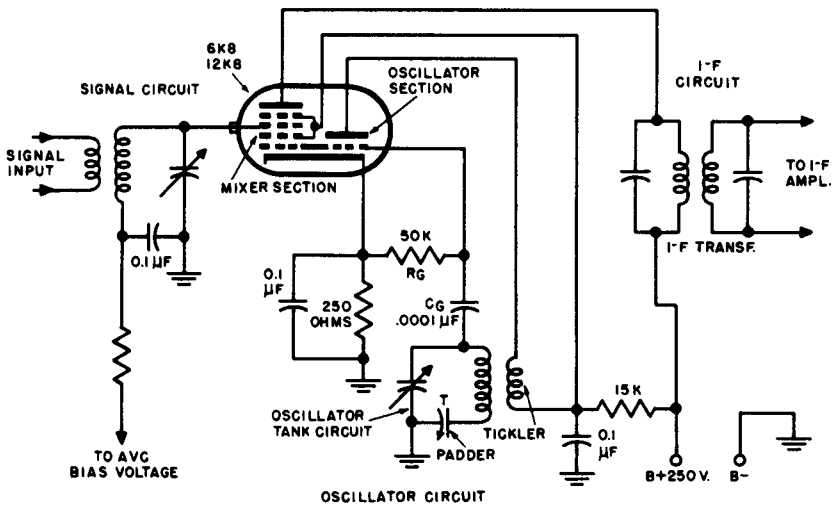 6K8
12K8
SIGNAL CIRCUIT
OSCILLATOR
SECTION
I-F
CIRCUIT
SIGNAL
INPUT
MIXER SECTION
TO I-F
AMPL.
I-F TRANSF.
0.1 µF
50K
RG
0.1
µF
250
OHMS
CG
.0001 µF
OSCILLATOR
TANK CIRCUIT
T
PADDER
TICKLER
15K
0.1
µF
TO AVC
BIAS VOLTAGE
B+250 V.
B-
OSCILLATOR CIRCUIT